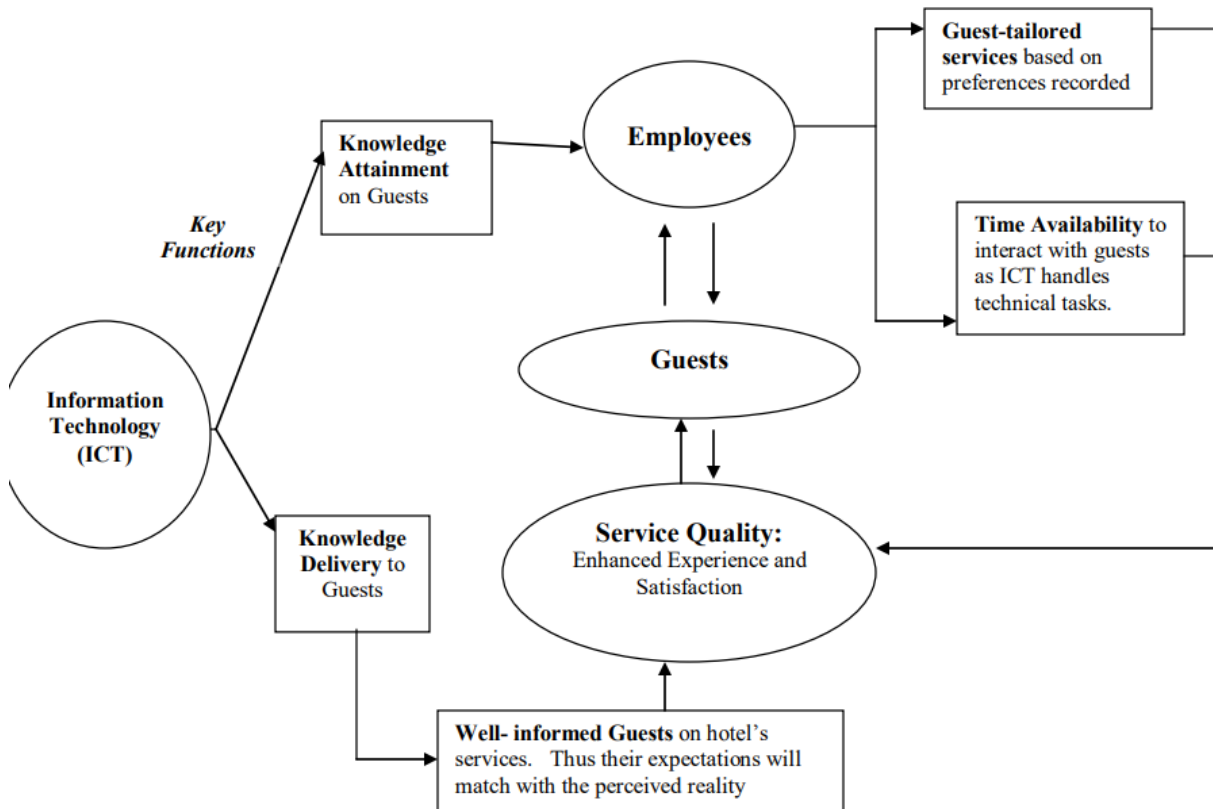 Guest-tailored
services based on
preferences recorded
Employees
Knowledge
Attainment
on Guests
Key
Functions
Time Availability to
interact with guests
as ICT handles
technical tasks.
Guests
Information
Technology
(ICT)
Service Quality:
Enhanced Experience and
Satisfaction
Knowledge
Delivery to
Guests
Well- informed Guests on hotel's
services. Thus their expectations will
match with the perceived reality